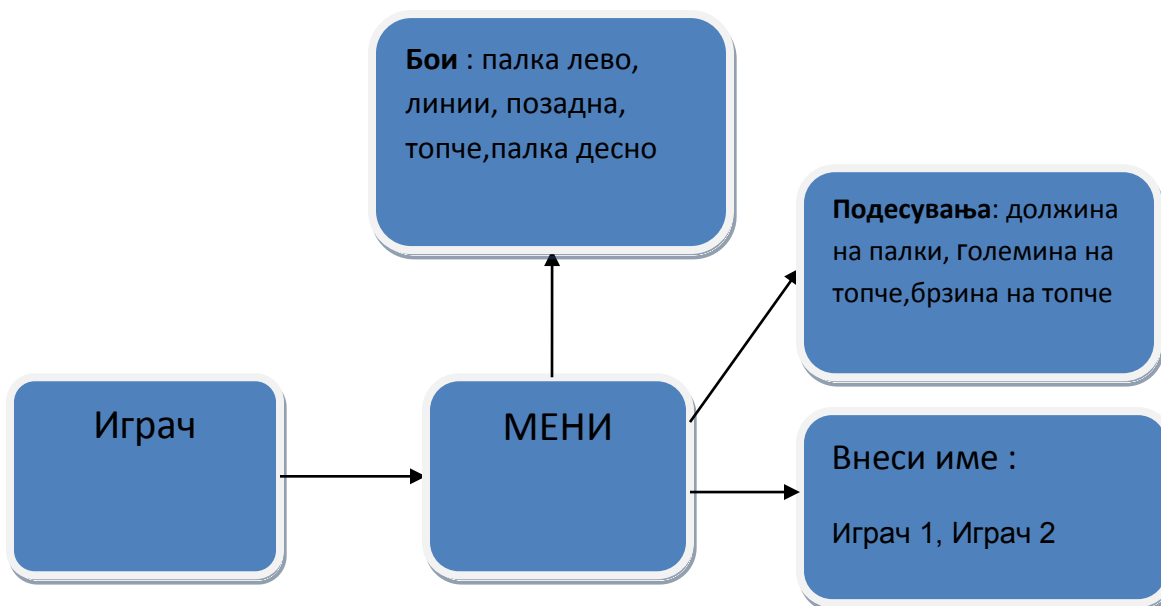 Бои : палка лево,
линии, позадна,
топче,палка десно
Подесувања: должина
на палки, големина на
топче,брзина на топче
Играч
МЕНИ
Внеси име :
Играч 1, Играч 2